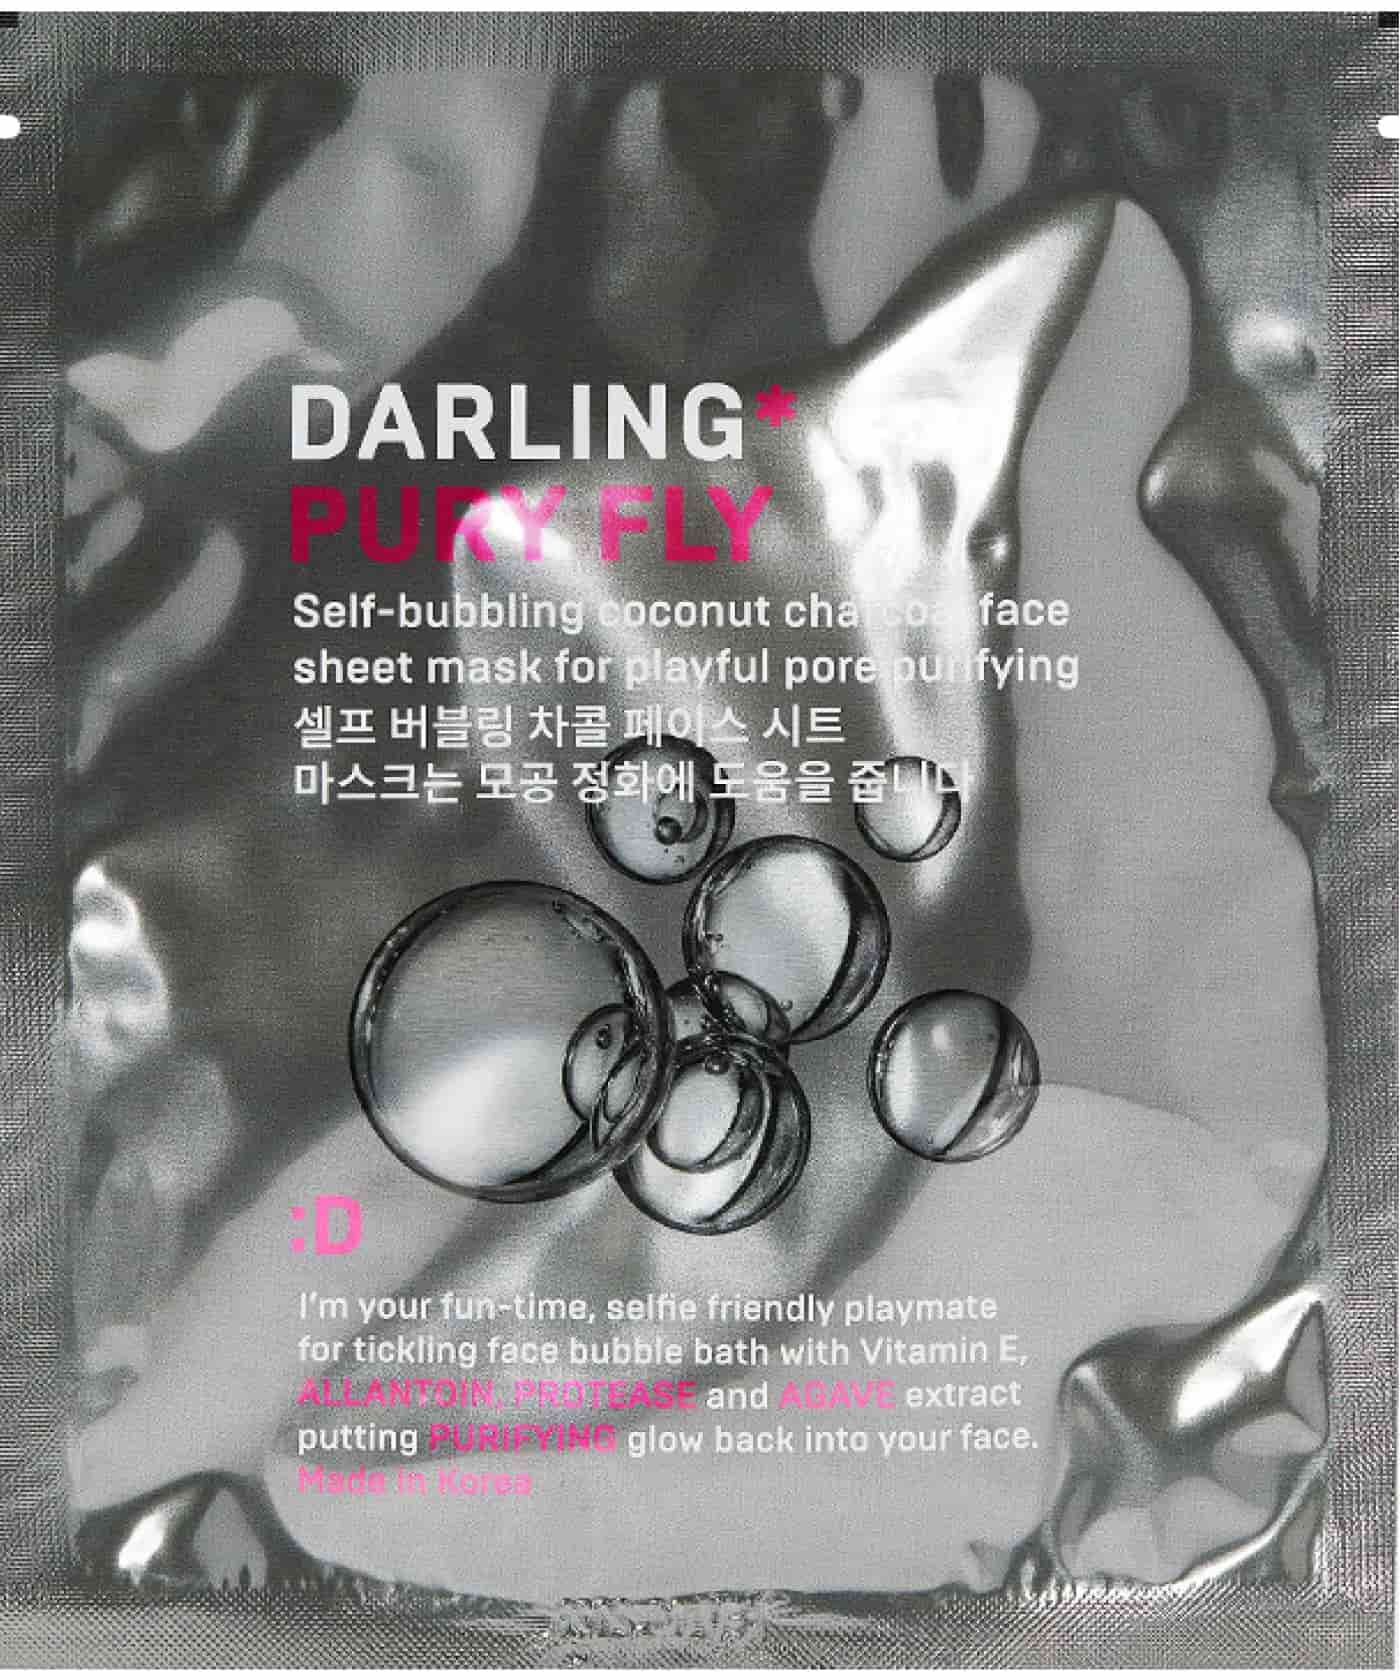 DARLING*
PURY FLY
Self-bubbling coconut charcoal face
sheet mask for playful pore purifying
셀프 버블링 차콜 페이스 시트
마스크는 모공 정화에 도움을 줍니다
:D
I'm your fun-time, selfie friendly playmate
for tickling face bubble bath with Vitamin E,
ALLANTOIN, PROTEASE and AGAVE extract
putting PURIFYING glow back into your face.
Made in Korea